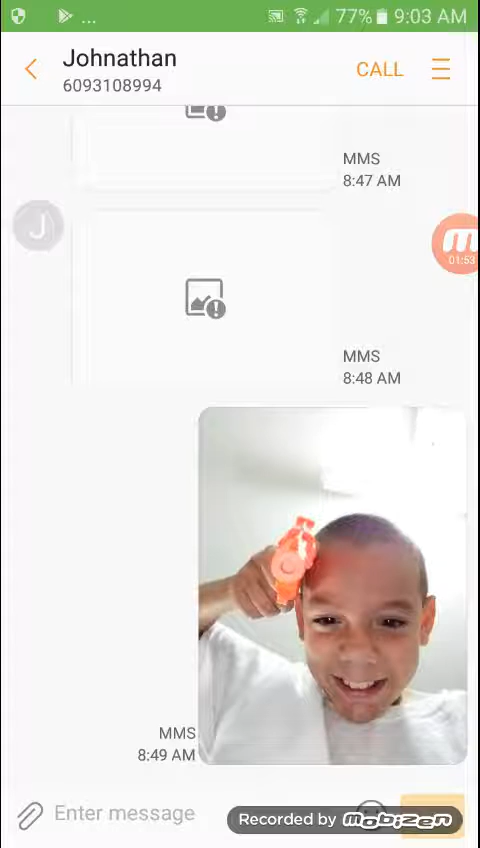 ... 77% 9:03 AM
Johnathan
6093108994
CALL
MMS
8:47 AM
J
01:53
MMS
8:48 AM
MMS
8:49 AM
Enter message
Recorded by mobizen